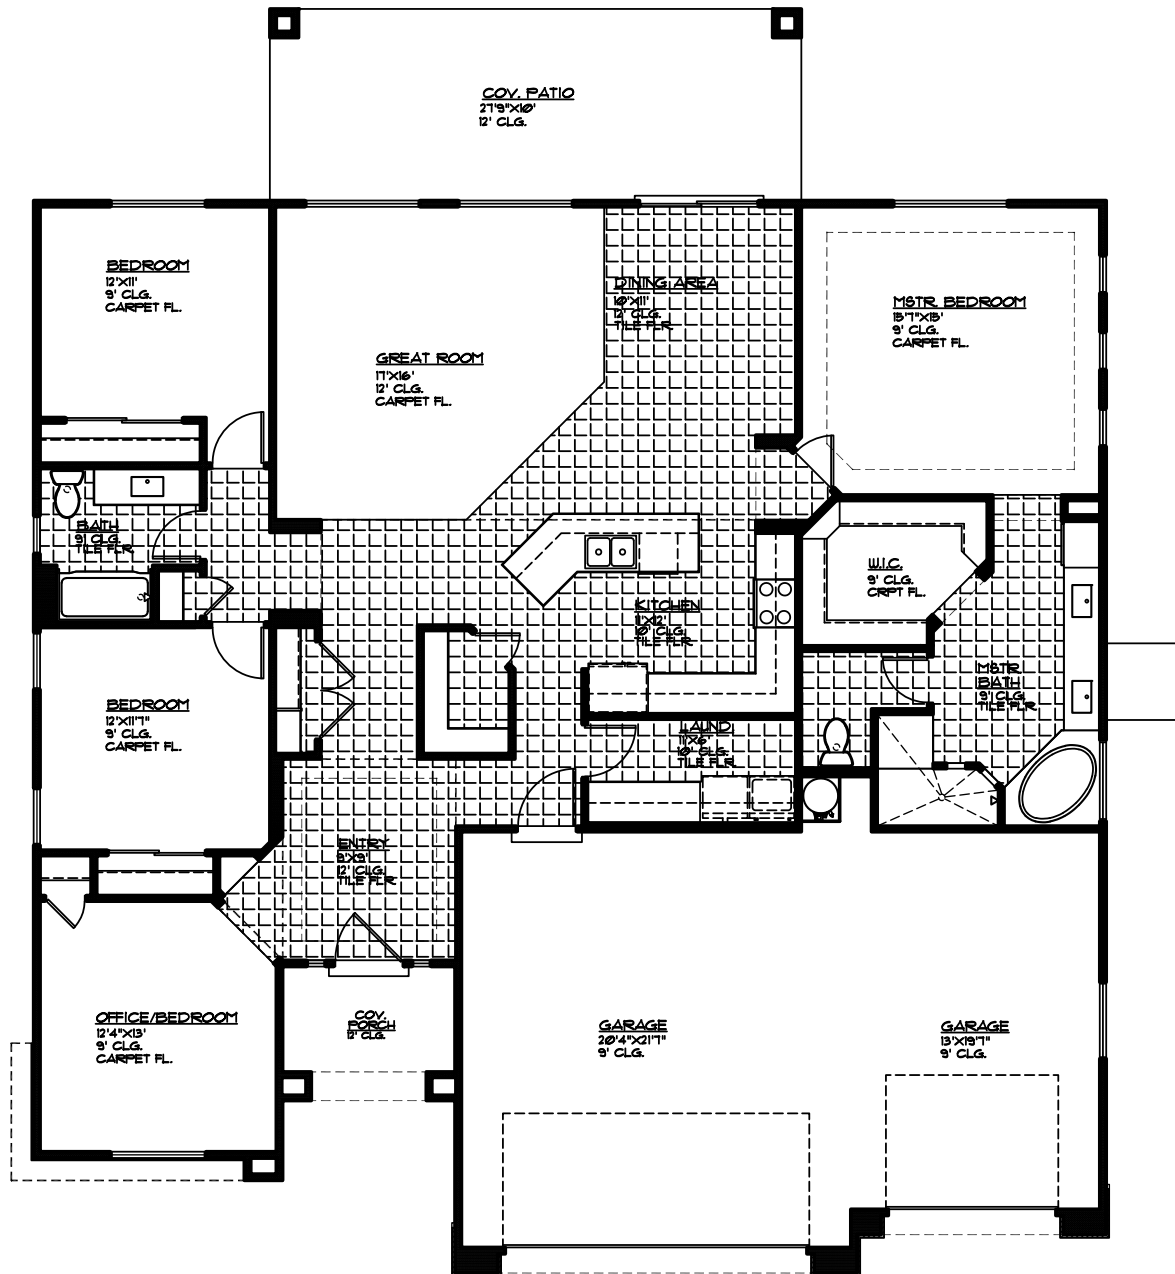 COV. PATIO
27'9"X10'
12' CLG.
BEDROOM
12'X11'
9' CLG.
CARPET FL.
DINING AREA
10'X11'
12' CLG.
TILE FLR.
MSTR. BEDROOM
15'7"X15'
9' CLG.
CARPET FL.
GREAT ROOM
17'X16'
12' CLG.
CARPET FL.
BATH
9' CLG.
TILE FLR.
W.I.C.
9' CLG.
CRPT FL.
KITCHEN
11'X12'
10' CLG.
TILE FLR.
MSTR.
BATH
9' CLG.
TILE FLR.
BEDROOM
12'X11'7"
9' CLG.
CARPET FL.
LAUND.
11'X6'
10' CLG.
TILE FLR.
ENTRY
9'X9'
12' CLG.
TILE FLR.
OFFICE/BEDROOM
12'4"X13'
9' CLG.
CARPET FL.
COV.
PORCH
12' CLG.
GARAGE
20'4"X21'7"
9' CLG.
GARAGE
13'X19'7"
9' CLG.